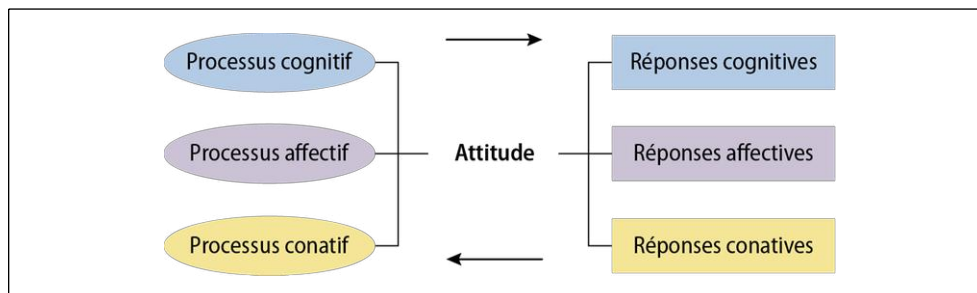 Processus cognitif
Réponses cognitives
Processus affectif
Attitude
Réponses affectives
Processus conatif
Réponses conatives